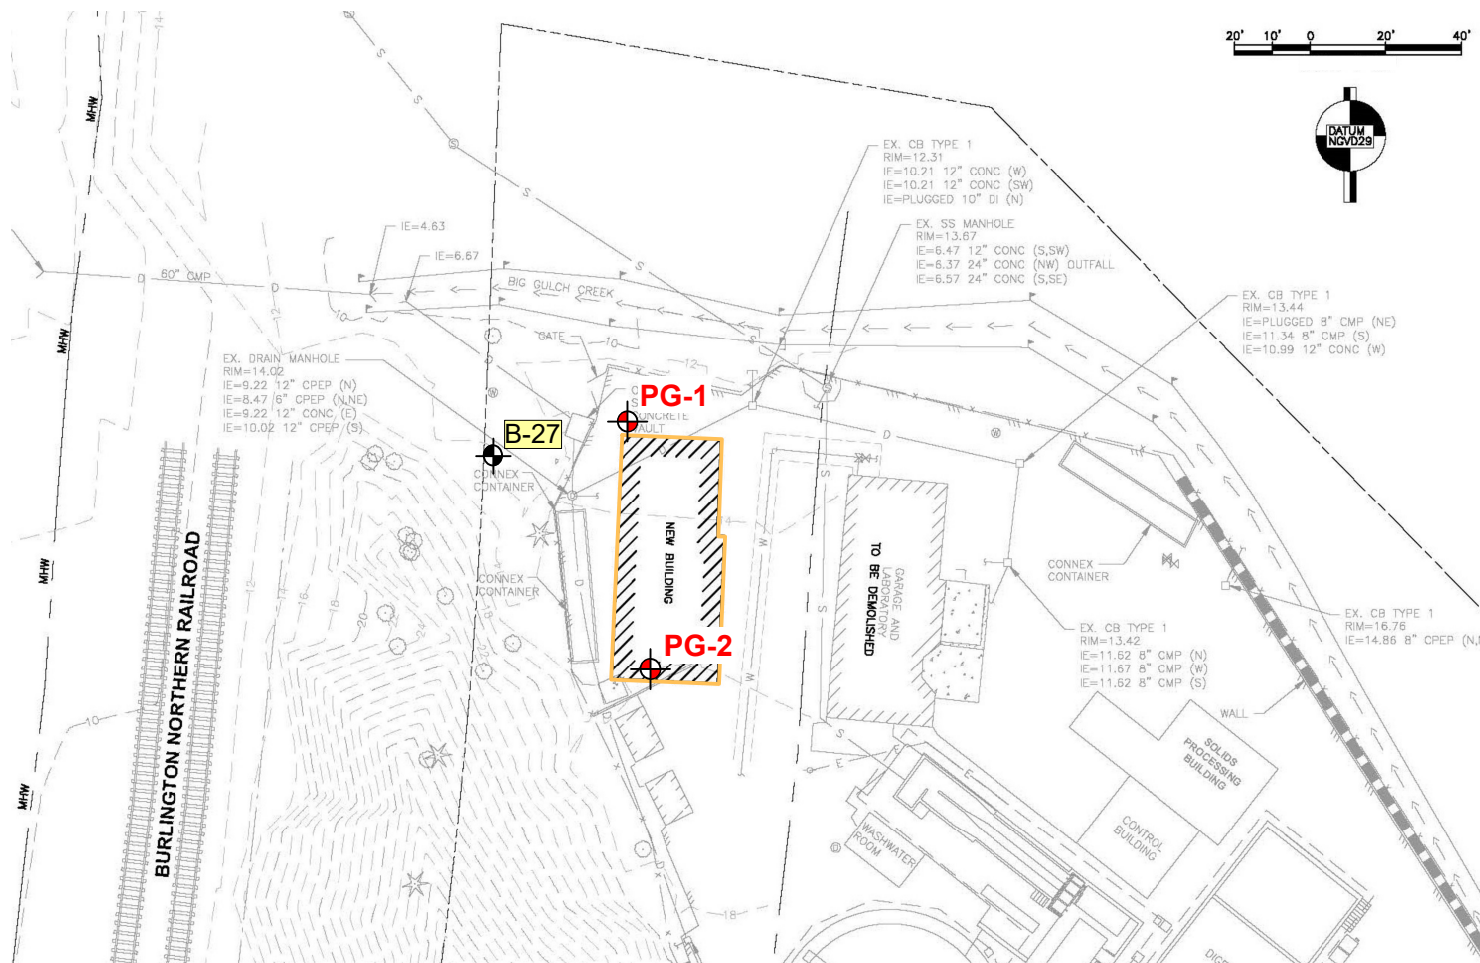 20' 10' 0 20' 40'
DATUM
NGVD29
MHW
EX. CB TYPE 1
RIM=12.31
IE=10.21 12" CONC (W)
IE=10.21 12" CONC (SW)
IE=PLUGGED 10" DI (N)
EX. SS MANHOLE
RIM=13.67
IE=6.47 12" CONC (S,SW)
IE=6.37 24" CONC (NW) OUTFALL
IE=6.57 24" CONC (S,SE)
IE=4.63
IE=6.67
60" CMP
BIG GULCH CREEK
EX. CB TYPE 1
RIM=13.44
IE=PLUGGED 8" CMP (NE)
IE=11.34 8" CMP (S)
IE=10.99 12" CONC (W)
MHW
GATE
EX. DRAIN MANHOLE
RIM=14.02
IE=9.22 12" CPEP (N)
IE=8.47 6" CPEP (N,NE)
IE=9.22 12" CONC (E)
IE=10.02 12" CPEP (S)
PG-1
CONCRETE
VAULT
B-27
CONNEX
CONTAINER
NEW BUILDING
TO BE DEMOLISHED
GARAGE AND
LABORATORY
CONNEX
CONTAINER
CONNEX
CONTAINER
MHW
BURLINGTON NORTHERN RAILROAD
PG-2
EX. CB TYPE 1
RIM=16.76
IE=14.86 8" CPEP (N,
EX. CB TYPE 1
RIM=13.42
IE=11.62 8" CMP (N)
IE=11.67 8" CMP (W)
IE=11.62 8" CMP (S)
WALL
SOLIDS
PROCESSING
BUILDING
MHW
CONTROL
BUILDING
WASHWATER
ROOM
18